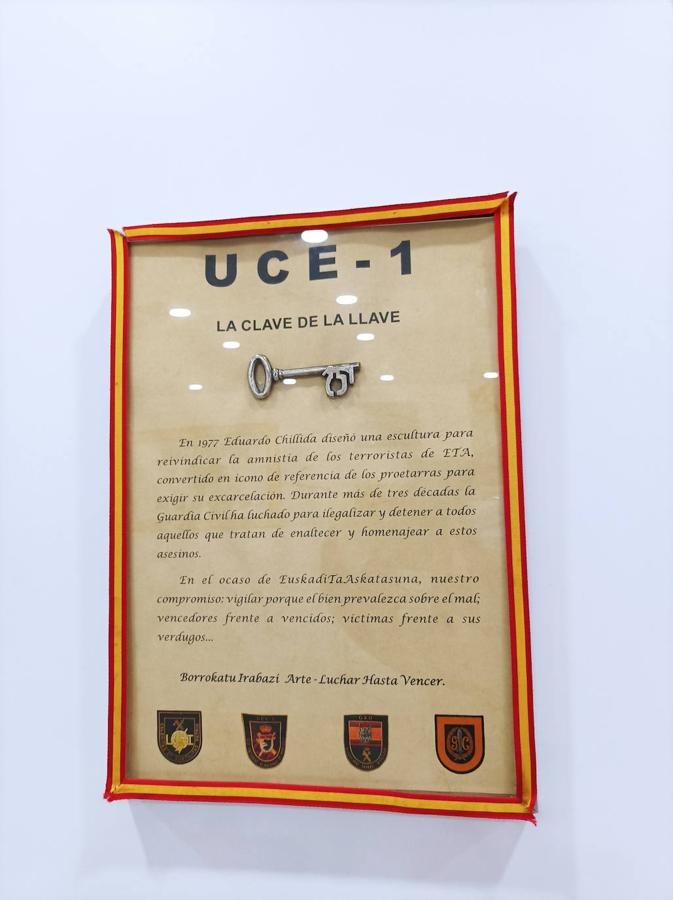 UCE-1
LA CLAVE DE LA LLAVE
En 1977 Eduardo Chillida diseñó una escultura para
reivindicar la amnistía de los terroristas de ETA,
convertido en icono de referencia de los proetarras para
exigir su excarcelación. Durante más de tres décadas la
Guardia Civil ha luchado para ilegalizar y detener a todos
aquellos que tratan de enaltecer y homenajear a estos
asesinos.
En el ocaso de EuskadiTaAskatasuna, nuestro
compromiso: vigilar porque el bien prevalezca sobre el mal;
vencedores frente a vencidos; víctimas frente a sus
verdugos...
Borrokatu Irabazi Arte - Luchar Hasta Vencer.